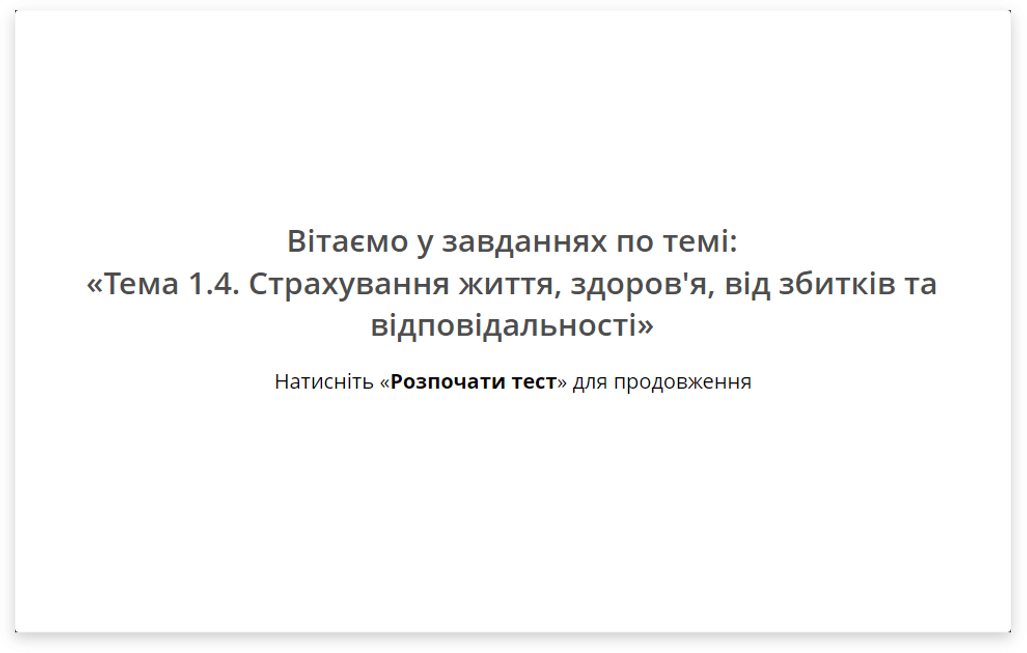 Вітаємо у завданнях по темі:
«Тема 1.4. Страхування життя, здоров'я, від збитків та
відповідальності»
Натисніть «Розпочати тест» для продовження